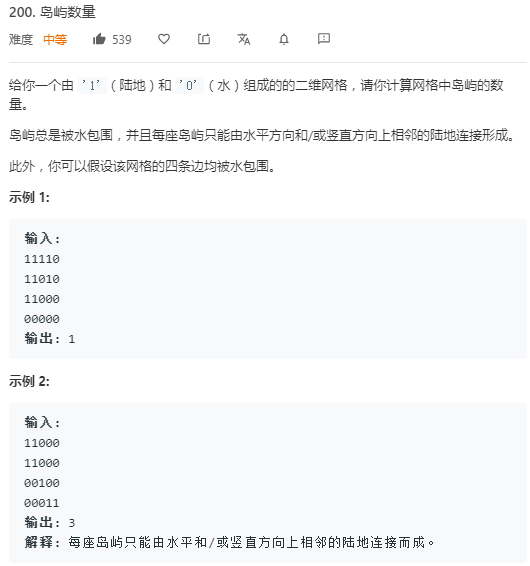 200. 岛屿数量
难度 中等 539
给你一个由 '1'（陆地）和 '0'（水）组成的的二维网格，请你计算网格中岛屿的数
量。
岛屿总是被水包围，并且每座岛屿只能由水平方向和/或竖直方向上相邻的陆地连接形成。
此外，你可以假设该网格的四条边均被水包围。
示例 1:
输入:
11110
11010
11000
00000
输出: 1
示例 2:
输入:
11000
11000
00100
00011
输出: 3
解释: 每座岛屿只能由水平和/或竖直方向上相邻的陆地连接而成。